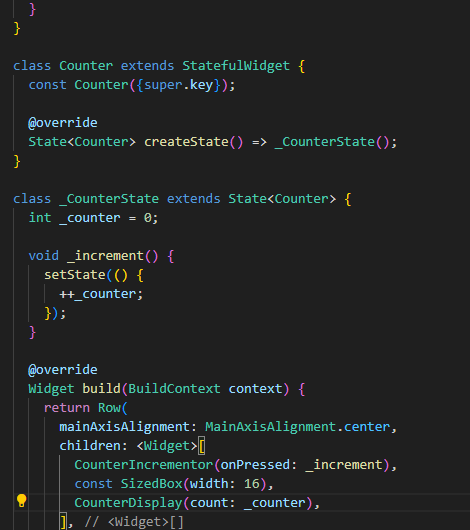 }
}

class Counter extends StatefulWidget {
  const Counter({super.key});

  @override
  State<Counter> createState() => _CounterState();
}

class _CounterState extends State<Counter> {
  int _counter = 0;

  void _increment() {
    setState(() {
      ++_counter;
    });
  }

  @override
  Widget build(BuildContext context) {
    return Row(
      mainAxisAlignment: MainAxisAlignment.center,
      children: <Widget>[
        CounterIncrementor(onPressed: _increment),
        const SizedBox(width: 16),
        CounterDisplay(count: _counter),
      ], // <Widget>[]